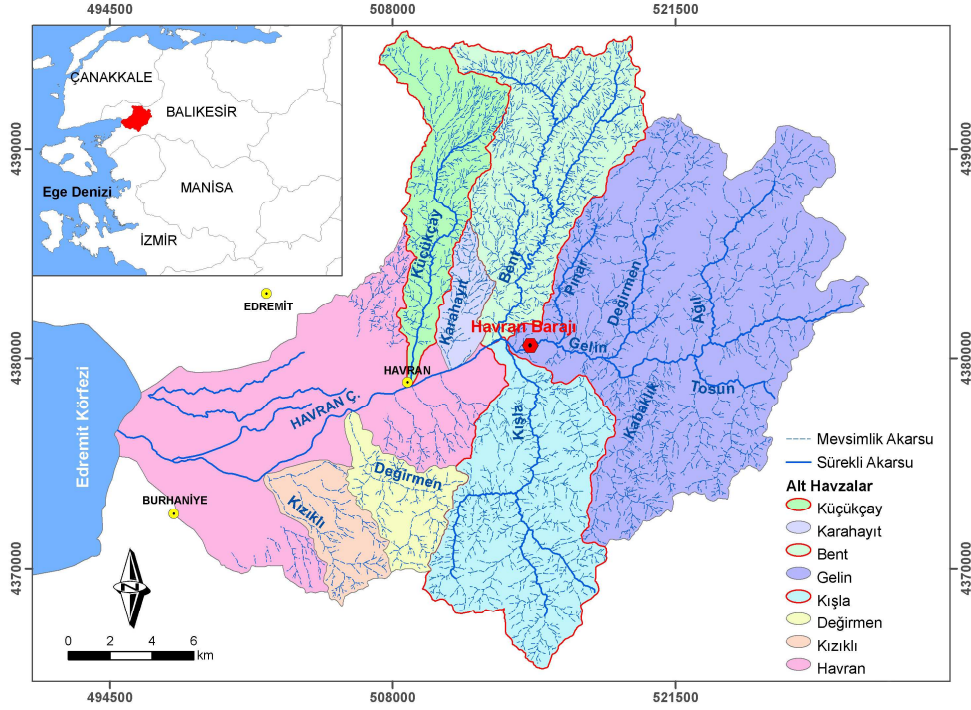 494500
508000
521500
4390000
4380000
4370000
4390000
4380000
4370000
ÇANAKKALE
BALIKESİR
MANİSA
Ege Denizi
İZMİR
EDREMİT
Edremit Körfezi
HAVRAN
HAVRAN Ç.
BURHANİYE
Küçükçay
Karahayıt
Bent
Pınar
Değirmen
Ağılı
Havran Barajı
Gelin
Tosun
Kabaklık
Kışla
Değirmen
Kızıklı
N
0 2 4 6
km
Mevsimlik Akarsu
Sürekli Akarsu
Alt Havzalar
Küçükçay
Karahayıt
Bent
Gelin
Kışla
Değirmen
Kızıklı
Havran
494500
508000
521500